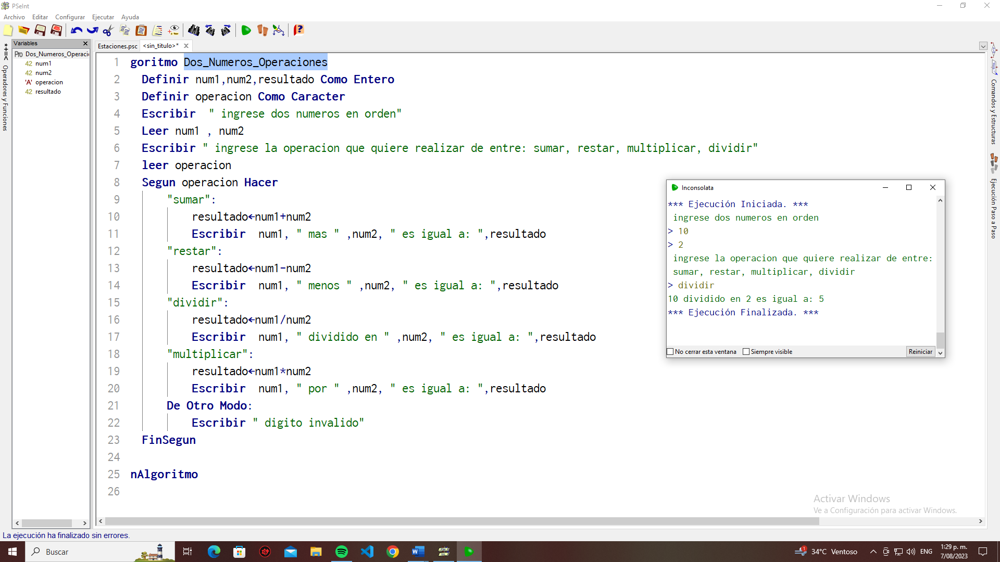 PSeInt
Archivo Editar Configurar Ejecutar Ayuda
Variables
Estaciones.psc <sin_titulo>*
*+=< Operadores y Funciones
Pro Dos_Numeros_Operaci
42 num1
42 num2
'A' operacion
42 resultado
1 goritmo Dos_Numeros_Operaciones
2 Definir num1,num2,resultado Como Entero
3 Definir operacion Como Caracter
4 Escribir " ingrese dos numeros en orden"
5 Leer num1 , num2
6 Escribir " ingrese la operacion que quiere realizar de entre: sumar, restar, multiplicar, dividir"
7 leer operacion
8 Segun operacion Hacer
9 "sumar":
10 resultado←num1+num2
11 Escribir num1, " mas " ,num2, " es igual a: ",resultado
12 "restar":
13 resultado←num1-num2
14 Escribir num1, " menos " ,num2, " es igual a: ",resultado
15 "dividir":
16 resultado←num1/num2
17 Escribir num1, " dividido en " ,num2, " es igual a: ",resultado
18 "multiplicar":
19 resultado←num1*num2
20 Escribir num1, " por " ,num2, " es igual a: ",resultado
21 De Otro Modo:
22 Escribir " digito invalido"
23 FinSegun
24
25 nAlgoritmo
26
Inconsolata
*** Ejecución Iniciada. ***
ingrese dos numeros en orden
> 10
> 2
ingrese la operacion que quiere realizar de entre:
sumar, restar, multiplicar, dividir
> dividir
10 dividido en 2 es igual a: 5
*** Ejecución Finalizada. ***
No cerrar esta ventana Siempre visible Reiniciar
Comandos y Estructuras
Ejecución Paso a Paso
Activar Windows
Ve a Configuración para activar Windows.
La ejecución ha finalizado sin errores.
Buscar
34°C Ventoso
ENG
1:29 p. m.
7/08/2023